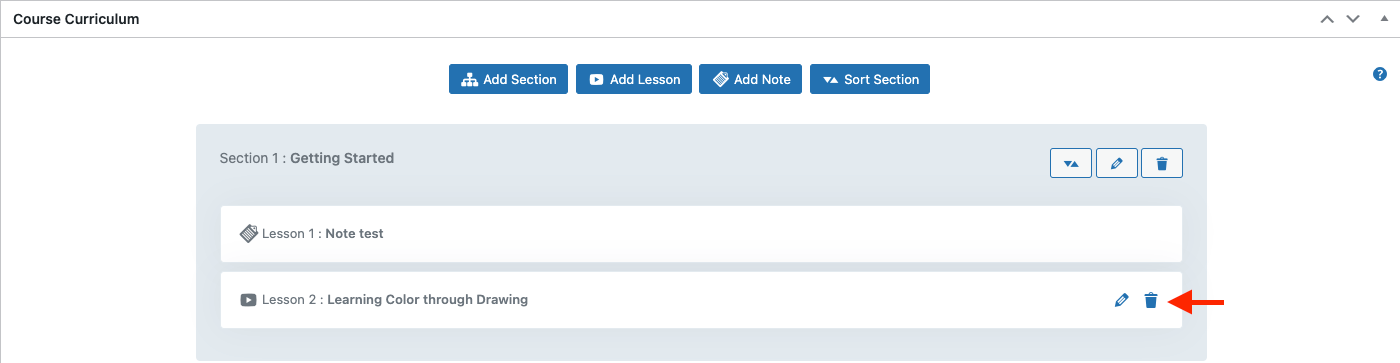 Course Curriculum
Add Section Add Lesson Add Note Sort Section
?
Section 1 : Getting Started
Lesson 1 : Note test
Lesson 2 : Learning Color through Drawing